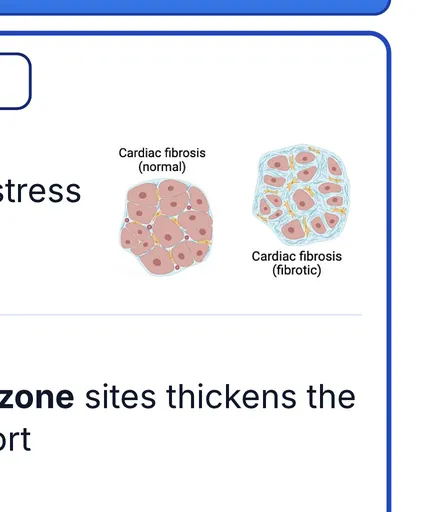 Cardiac fibrosis
(normal)
stress
Cardiac fibrosis
(fibrotic)
zone sites thickens the
ort